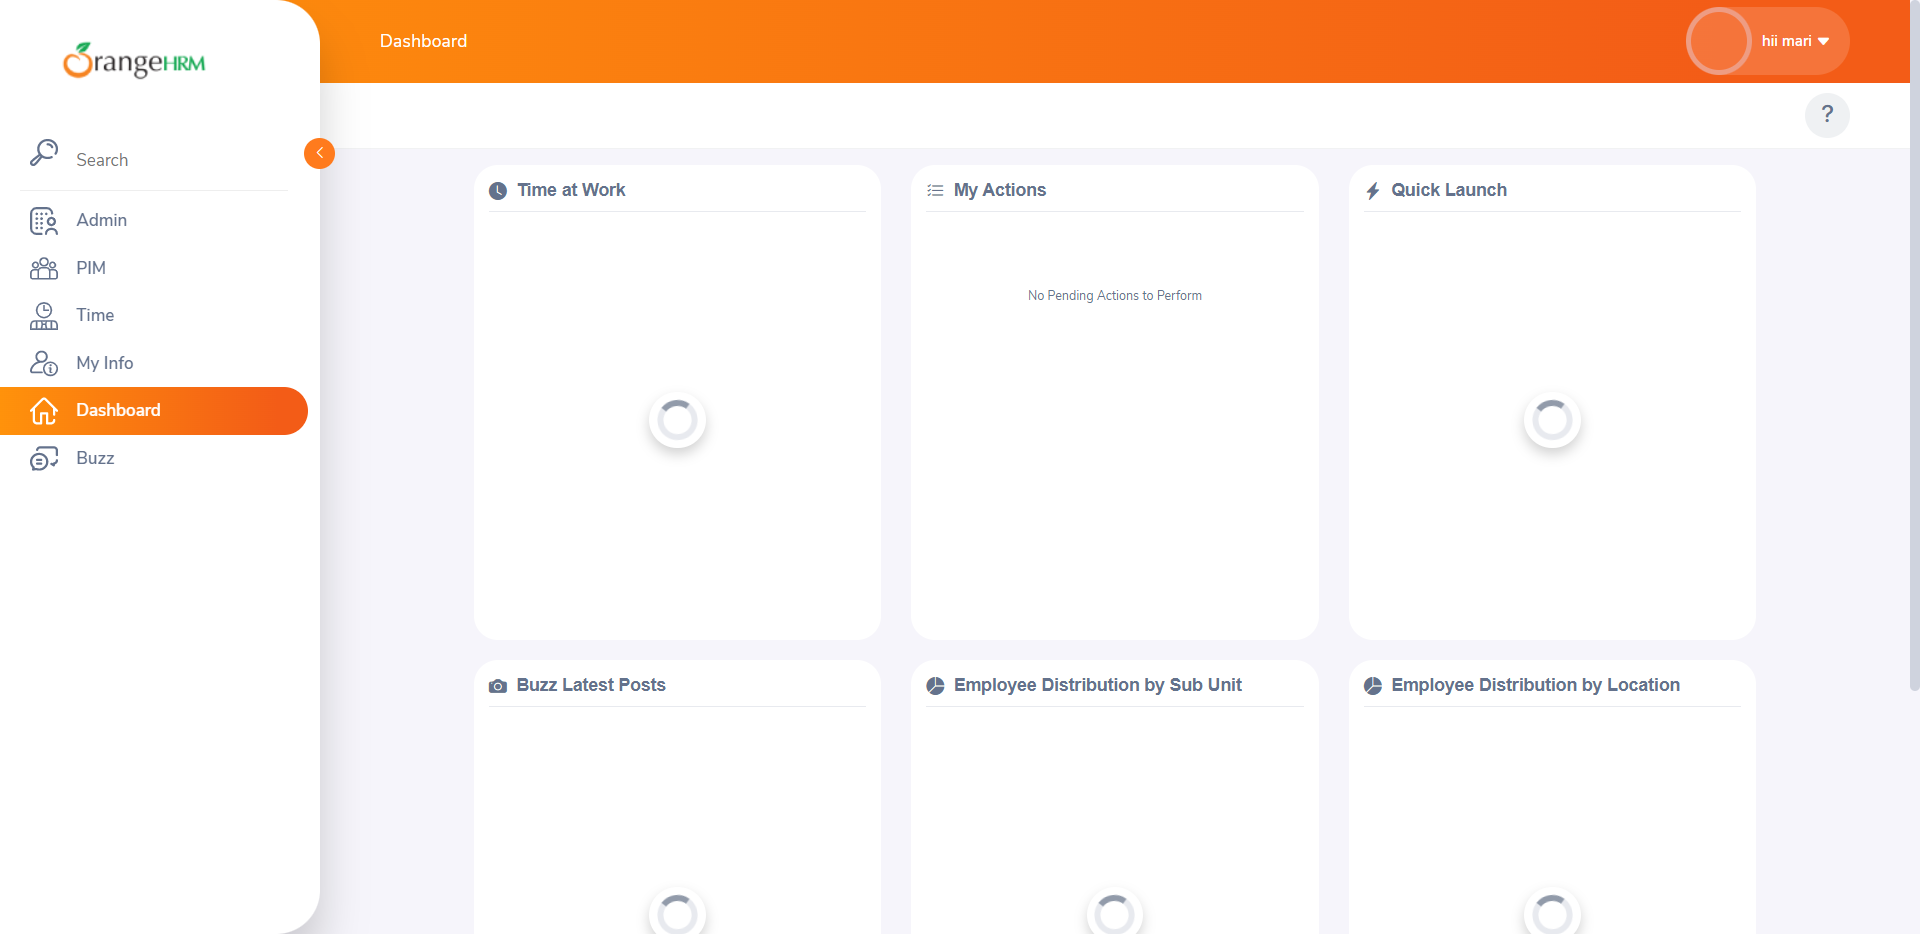 OrangeHRM
Search
Admin
PIM
Time
My Info
Dashboard
Buzz
Dashboard
hii mari
?
Time at Work
My Actions
No Pending Actions to Perform
Quick Launch
Buzz Latest Posts
Employee Distribution by Sub Unit
Employee Distribution by Location